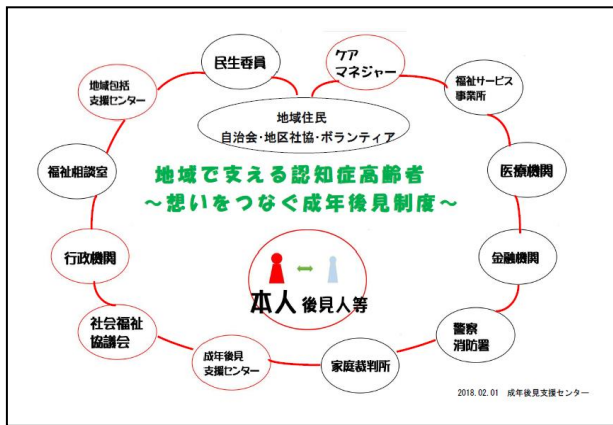 民生委員
ケア
マネジャー
地域包括
支援センター
福祉サービス
事業所
地域住民
自治会・地区社協・ボランティア
福祉相談室
医療機関
地域で支える認知症高齢者
～想いをつなぐ成年後見制度～
行政機関
金融機関
本人 後見人等
社会福祉
協議会
警察
消防署
成年後見
支援センター
家庭裁判所
2018.02.01 成年後見支援センター